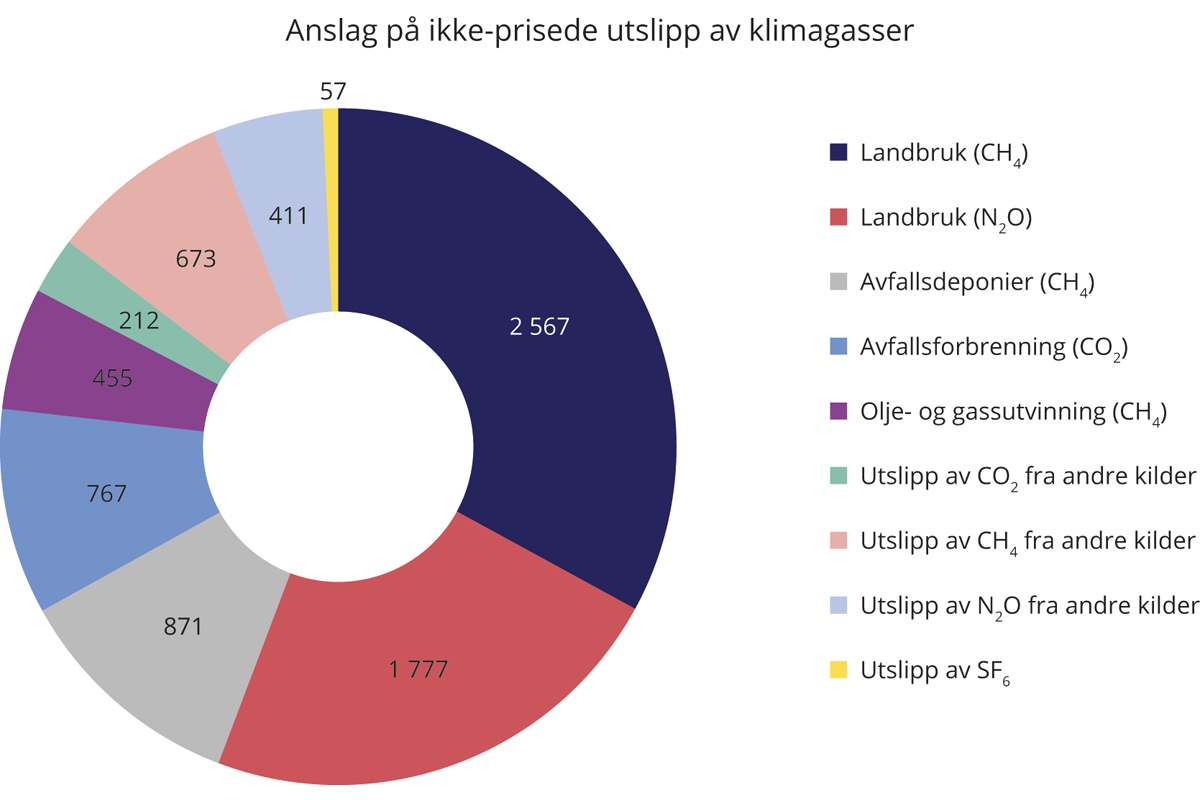 Anslag på ikke-prisede utslipp av klimagasser
57
411
673
212
455
767
871
1 777
2 567
Landbruk (CH₄)
Landbruk (N₂O)
Avfallsdeponier (CH₄)
Avfallsforbrenning (CO₂)
Olje- og gassutvinning (CH₄)
Utslipp av CO₂ fra andre kilder
Utslipp av CH₄ fra andre kilder
Utslipp av N₂O fra andre kilder
Utslipp av SF₆